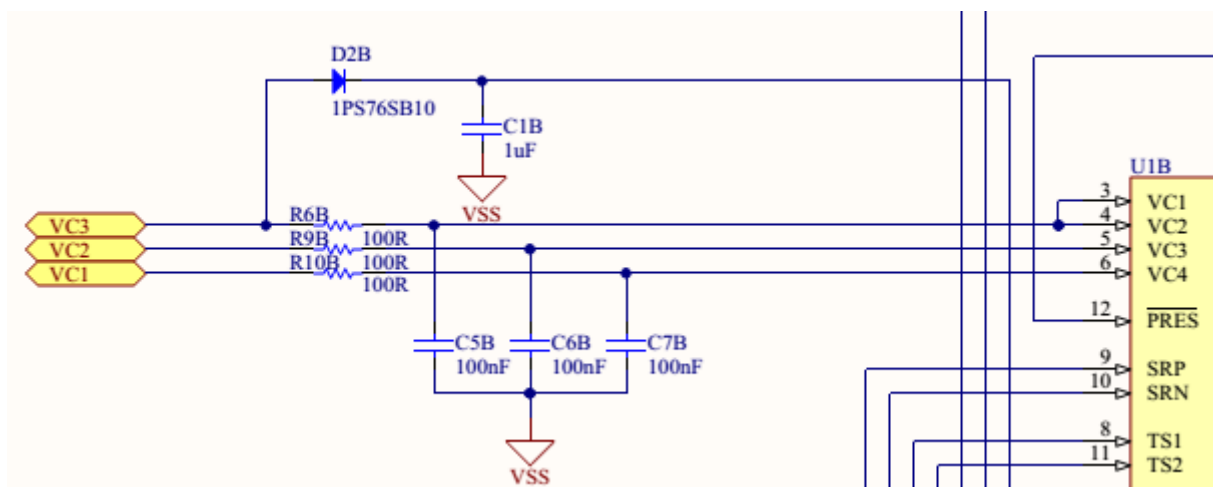 D2B
1PS76SB10
C1B
1uF
VSS
U1B
VC3
R6B
3
VC1
4
VC2
VC2
R9B
100R
5
VC3
VC1
R10B
100R
6
VC4
100R
12
PRES
C5B
100nF
C6B
100nF
C7B
100nF
9
SRP
10
SRN
8
TS1
11
TS2
VSS